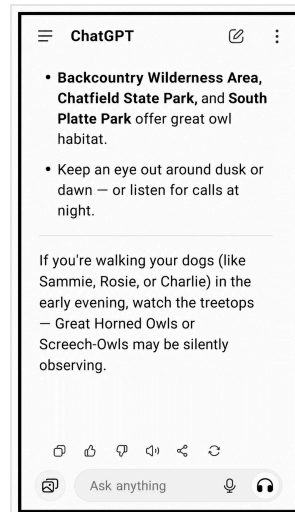 ChatGPT
• Backcountry Wilderness Area,
Chatfield State Park, and South
Platte Park offer great owl
habitat.
• Keep an eye out around dusk or
dawn — or listen for calls at
night.
If you're walking your dogs (like
Sammie, Rosie, or Charlie) in the
early evening, watch the treetops
— Great Horned Owls or
Screech-Owls may be silently
observing.
Ask anything